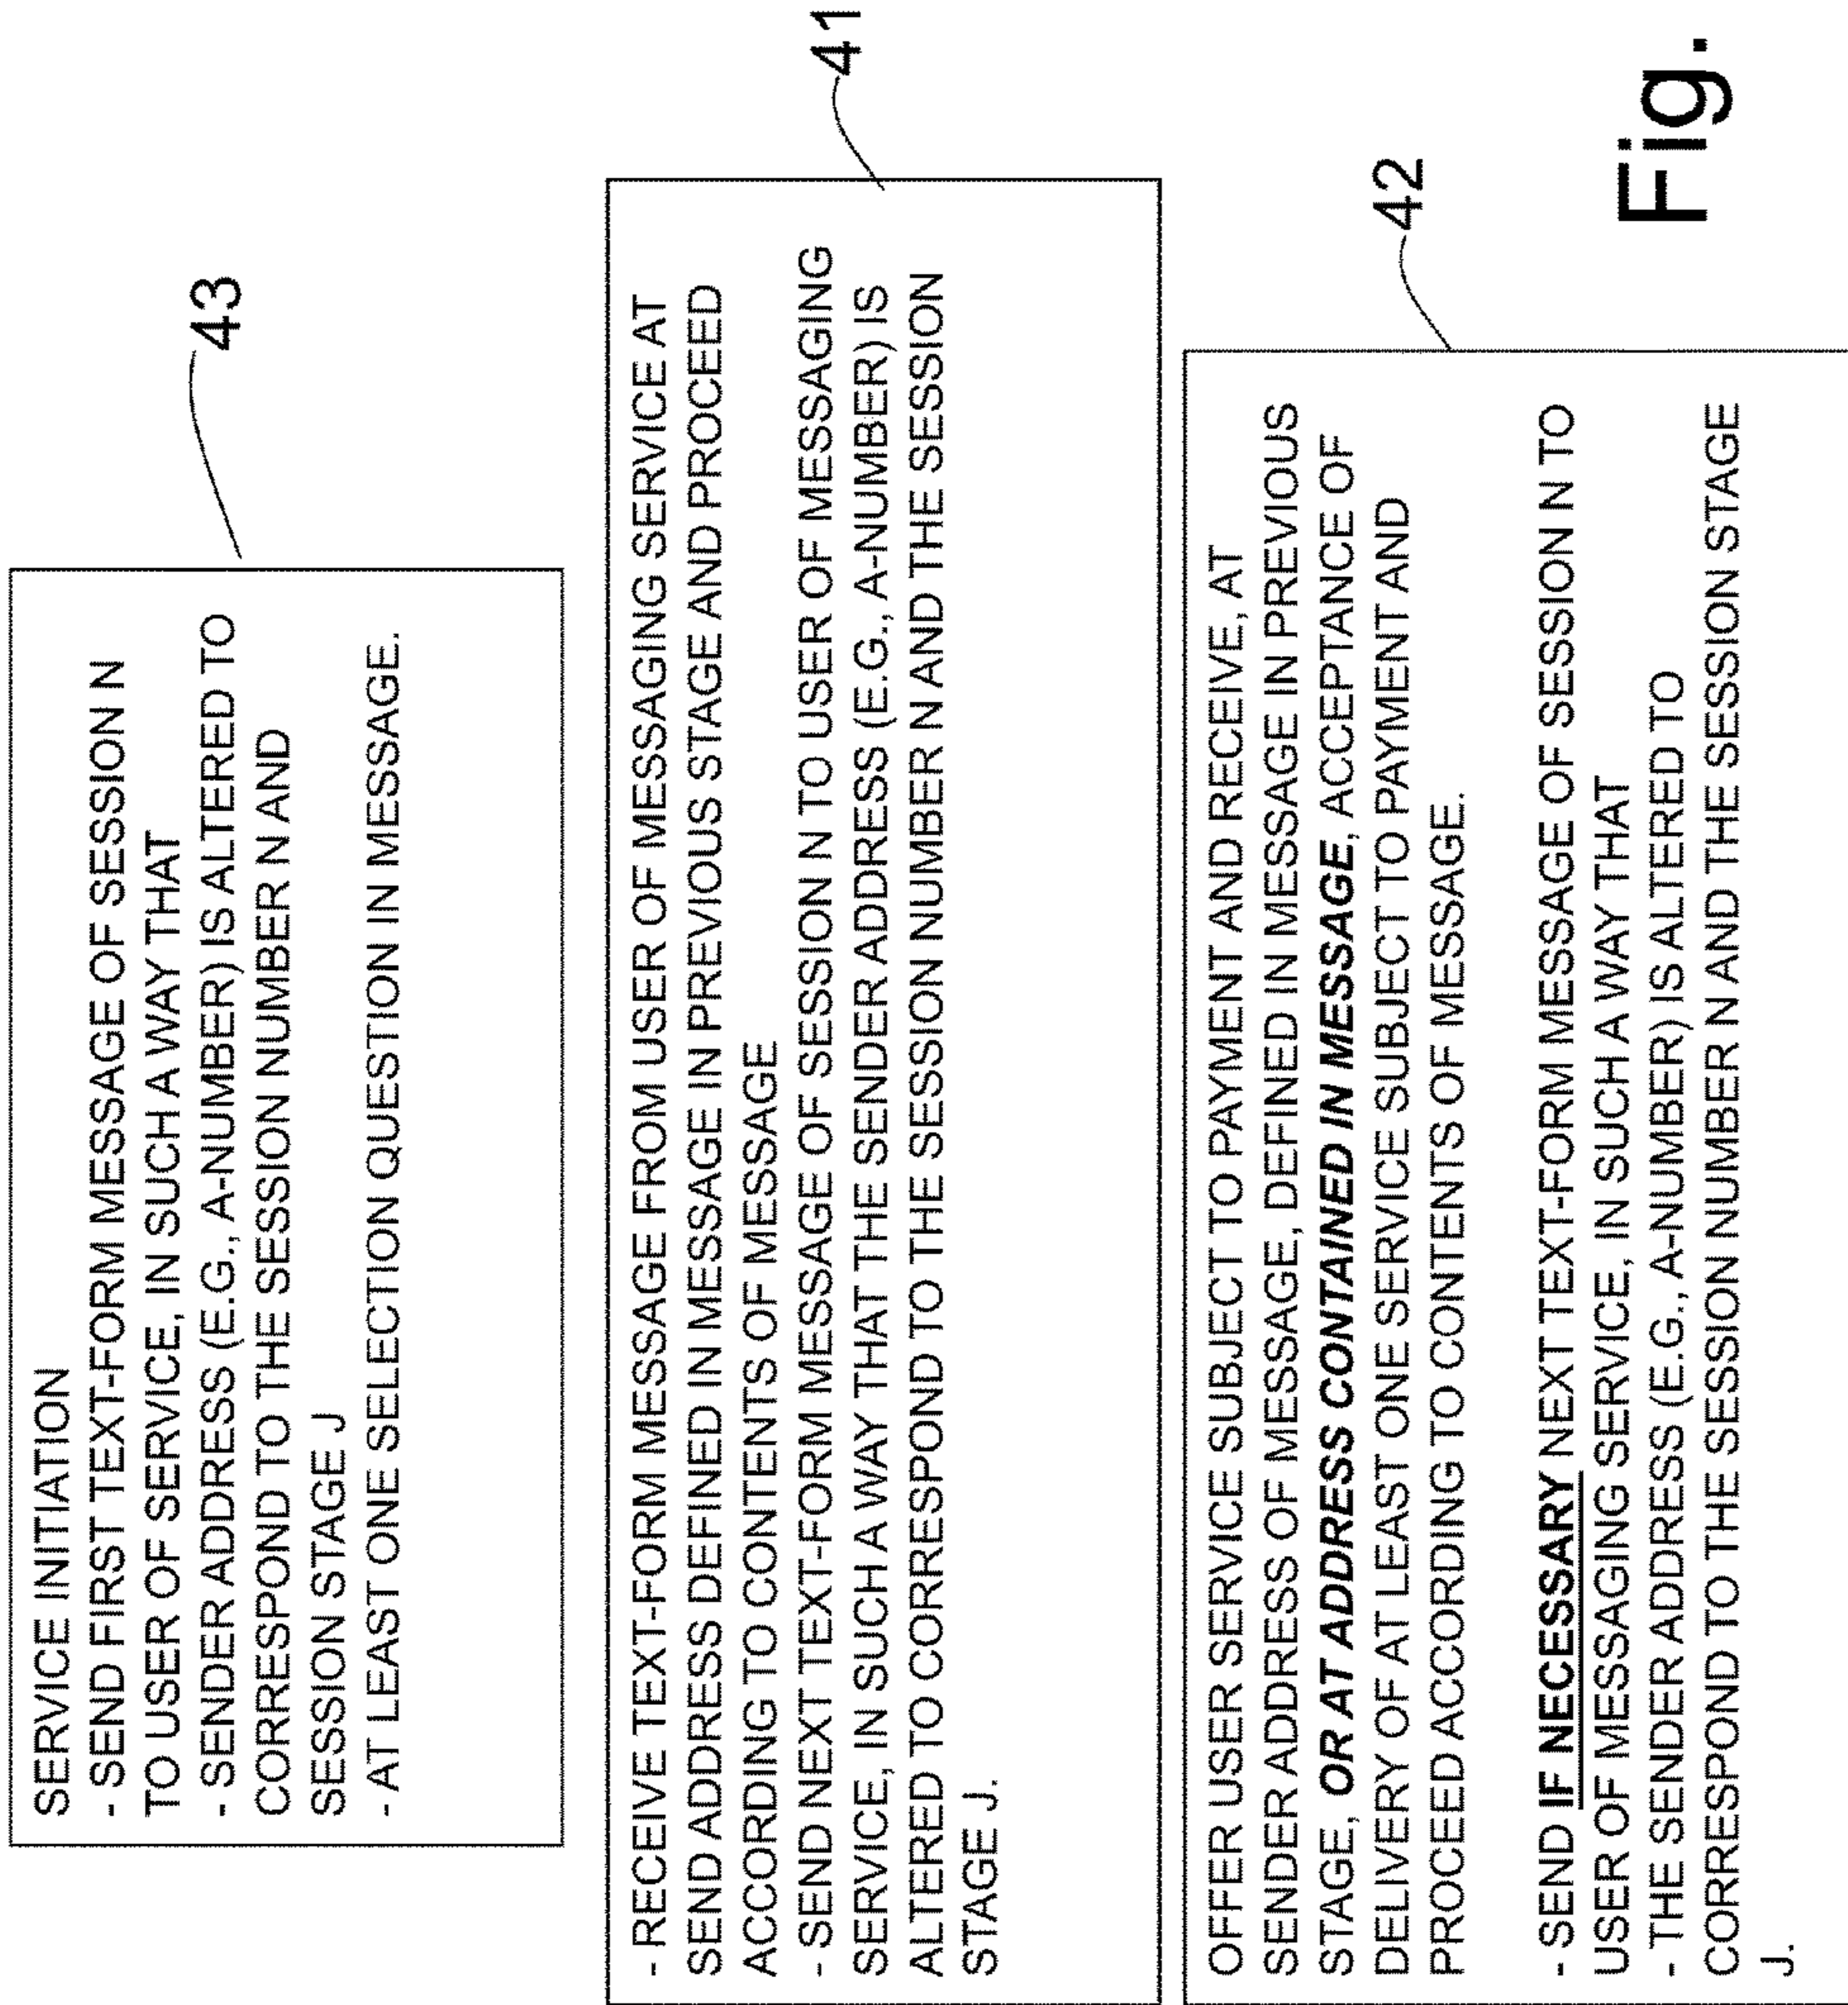 SERVICE INITIATION
- SEND FIRST TEXT-FORM MESSAGE OF SESSION N
TO USER OF SERVICE, IN SUCH A WAY THAT
- SENDER ADDRESS (E.G., A-NUMBER) IS ALTERED TO
CORRESPOND TO THE SESSION NUMBER N AND
SESSION STAGE J
- AT LEAST ONE SELECTION QUESTION IN MESSAGE.
43
- RECEIVE TEXT-FORM MESSAGE FROM USER OF MESSAGING SERVICE AT
SEND ADDRESS DEFINED IN MESSAGE IN PREVIOUS STAGE AND PROCEED
ACCORDING TO CONTENTS OF MESSAGE
- SEND NEXT TEXT-FORM MESSAGE OF SESSION N TO USER OF MESSAGING
SERVICE, IN SUCH A WAY THAT THE SENDER ADDRESS (E.G., A-NUMBER) IS
ALTERED TO CORRESPOND TO THE SESSION NUMBER N AND THE SESSION
STAGE J.
41
OFFER USER SERVICE SUBJECT TO PAYMENT AND RECEIVE, AT
SENDER ADDRESS OF MESSAGE, DEFINED IN MESSAGE IN PREVIOUS
STAGE, OR AT ADDRESS CONTAINED IN MESSAGE, ACCEPTANCE OF
DELIVERY OF AT LEAST ONE SERVICE SUBJECT TO PAYMENT AND
PROCEED ACCORDING TO CONTENTS OF MESSAGE.
- SEND IF NECESSARY NEXT TEXT-FORM MESSAGE OF SESSION N TO
USER OF MESSAGING SERVICE, IN SUCH A WAY THAT
- THE SENDER ADDRESS (E.G., A-NUMBER) IS ALTERED TO
CORRESPOND TO THE SESSION NUMBER N AND THE SESSION STAGE
J.
42
Fig.